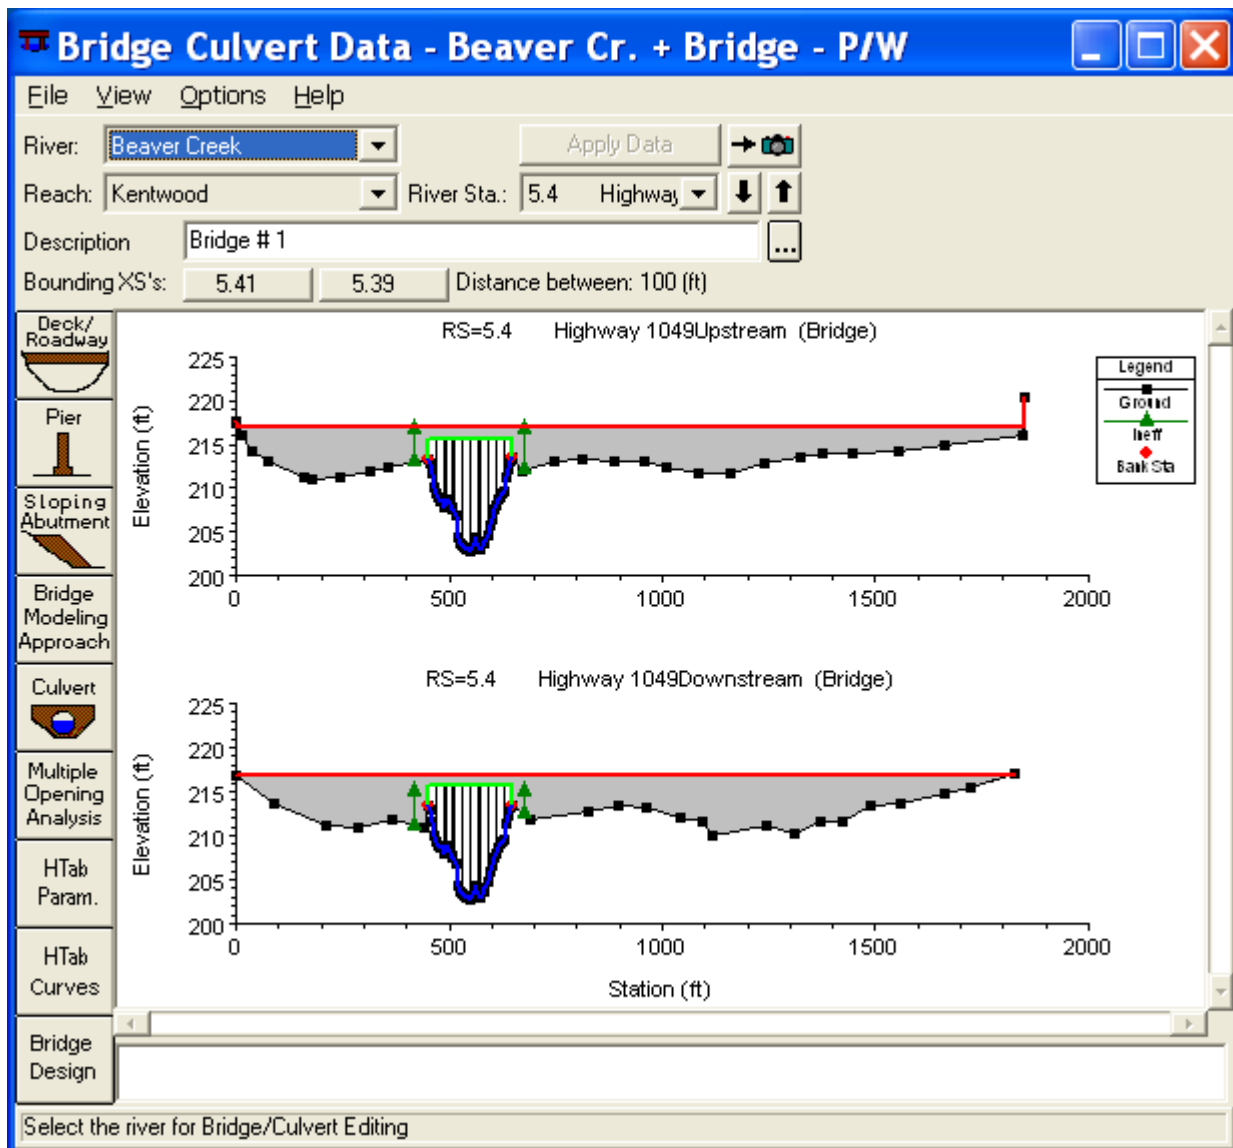 Bridge Culvert Data - Beaver Cr. + Bridge - P/W
File View Options Help
River: Beaver Creek Apply Data
Reach: Kentwood River Sta.: 5.4 Highway
Description Bridge # 1 ...
Bounding XS's: 5.41 5.39 Distance between: 100 (ft)
Deck/
Roadway
Pier
Sloping
Abutment
Bridge
Modeling
Approach
Culvert
Multiple
Opening
Analysis
HTab
Param.
HTab
Curves
Bridge
Design
RS=5.4 Highway 1049Upstream (Bridge)
225
220
215
210
205
200
Elevation (ft)
0 500 1000 1500 2000
Legend
Ground
Ineff
Bank Sta
RS=5.4 Highway 1049Downstream (Bridge)
225
220
215
210
205
200
Elevation (ft)
0 500 1000 1500 2000
Station (ft)
Select the river for Bridge/Culvert Editing